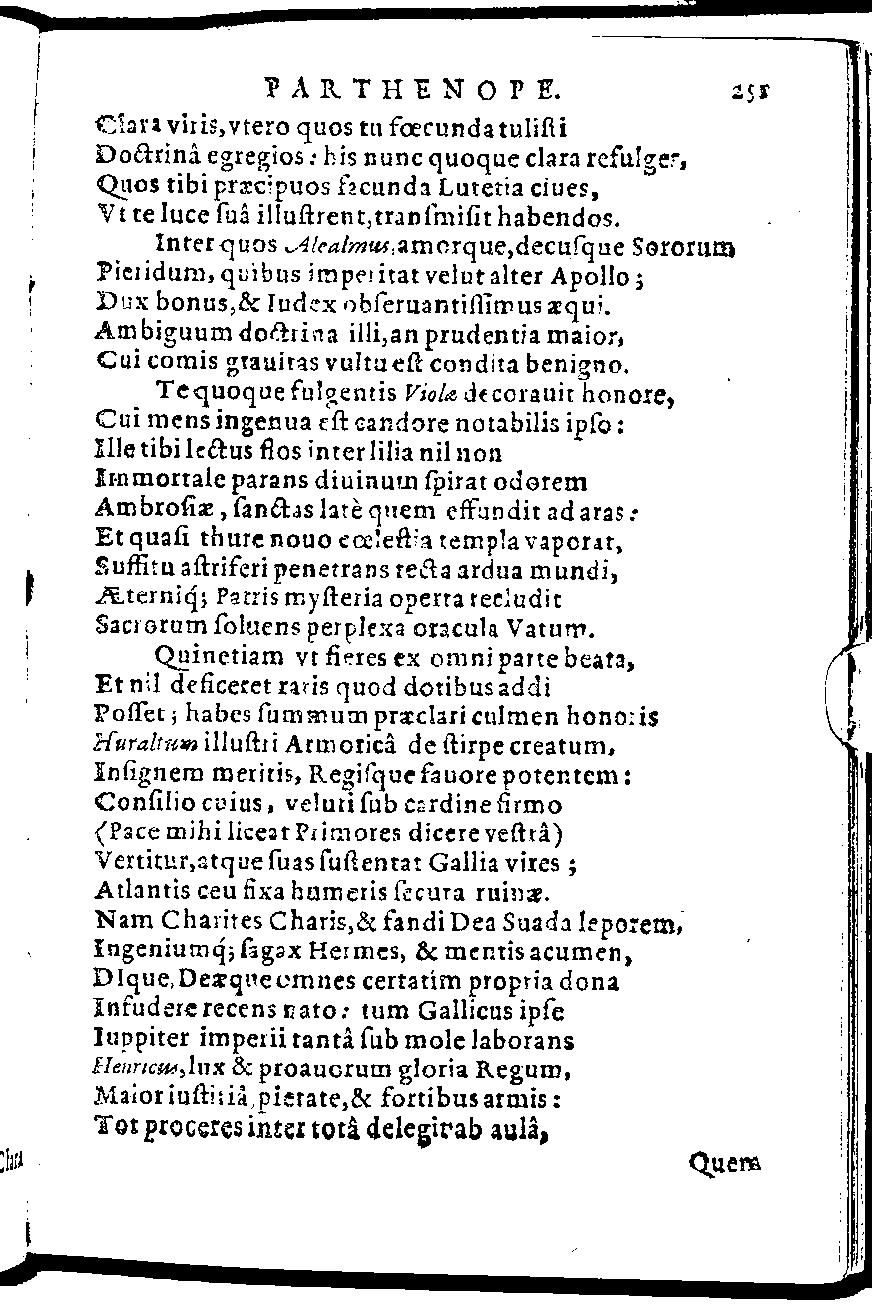 PARTHENOPE. 251
Clara viris, vtero quos tu fœcunda tuliſti
Doctrinâ egregios: his nunc quoque clara refulges,
Quos tibi præcipuos facunda Lutetia ciues,
Vt te luce ſuâ illuſtrent, tranſmiſit habendos.
Inter quos Alealmus, amorque, decuſque Sororum
Pieridum, quibus imperitat velut alter Apollo;
Dux bonus, & Iudex obſeruantiſſimus æqui.
Ambiguum doctrina illi, an prudentia maior,
Cui comis grauitas vultu eſt condita benigno.
Te quoque fulgentis Violæ decorauit honore,
Cui mens ingenua eſt candore notabilis ipſo:
Ille tibi lectus flos inter lilia nil non
Immortale parans diuinum ſpirat odorem
Ambroſiæ, ſanctas latè quem effundit ad aras:
Et quaſi thure nouo cœleſtia templa vaporat,
Suffitu aſtriferi penetrans tecta ardua mundi,
Æterniq́; Patris myſteria operta recludit
Sacrorum ſoluens perplexa oracula Vatum.
Quinetiam vt fieres ex omni parte beata,
Et nil deficeret raris quod dotibus addi
Poſſet; habes ſummum præclari culmen honoris
Huraltum illuſtri Armoricâ de ſtirpe creatum,
Inſignem meritis, Regiſque fauore potentem:
Conſilio cuius, veluti ſub cardine firmo
(Pace mihi liceat Primores dicere veſtrâ)
Vertitur, atque ſuas ſuſtentat Gallia vires;
Atlantis ceu fixa humeris ſecura ruinæ.
Nam Charites Charis, & fandi Dea Suada leporem,
Ingeniumq́; ſagax Hermes, & mentis acumen,
DIque, Deæque omnes certatim propria dona
Infudere recens nato: tum Gallicus ipſe
Iuppiter imperii tantâ ſub mole laborans
Henricus, lux & proauorum gloria Regum,
Maior iuſtitiâ, pietate, & fortibus armis:
Tot proceres inter totâ delegit ab aulâ,
Quem
Clara